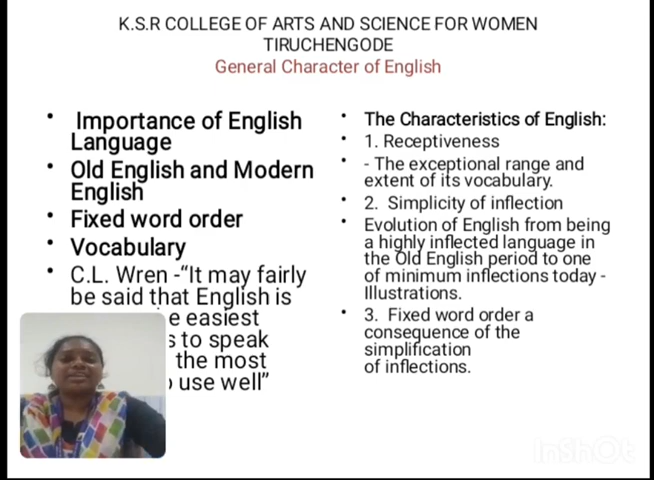 K.S.R COLLEGE OF ARTS AND SCIENCE FOR WOMEN
TIRUCHENGODE
General Character of English
• Importance of English
Language
• Old English and Modern
English
• Fixed word order
• Vocabulary
• C.L. Wren -“It may fairly
be said that English is
e easiest
s to speak
the most
use well”
• The Characteristics of English:
• 1. Receptiveness
• - The exceptional range and
extent of its vocabulary.
• 2. Simplicity of inflection
• Evolution of English from being
a highly inflected language in
the Old English period to one
of minimum inflections today -
Illustrations.
• 3. Fixed word order a
consequence of the
simplification
of inflections.
InShOt